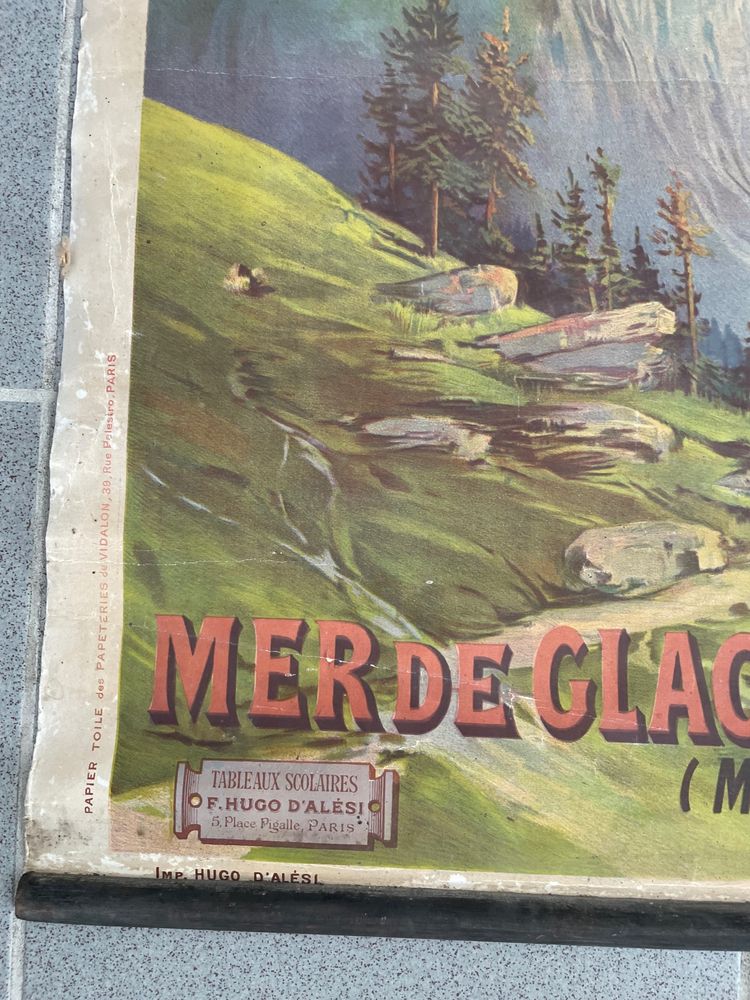 PAPIER TOILE des PAPETERIES de VIDALON, 39, Rue Palestro, PARIS
MER DE GLAC
(M
TABLEAUX SCOLAIRES
F. HUGO D'ALÉSI
5, Place Pigalle, PARIS
IMP. HUGO D'ALÉSI.